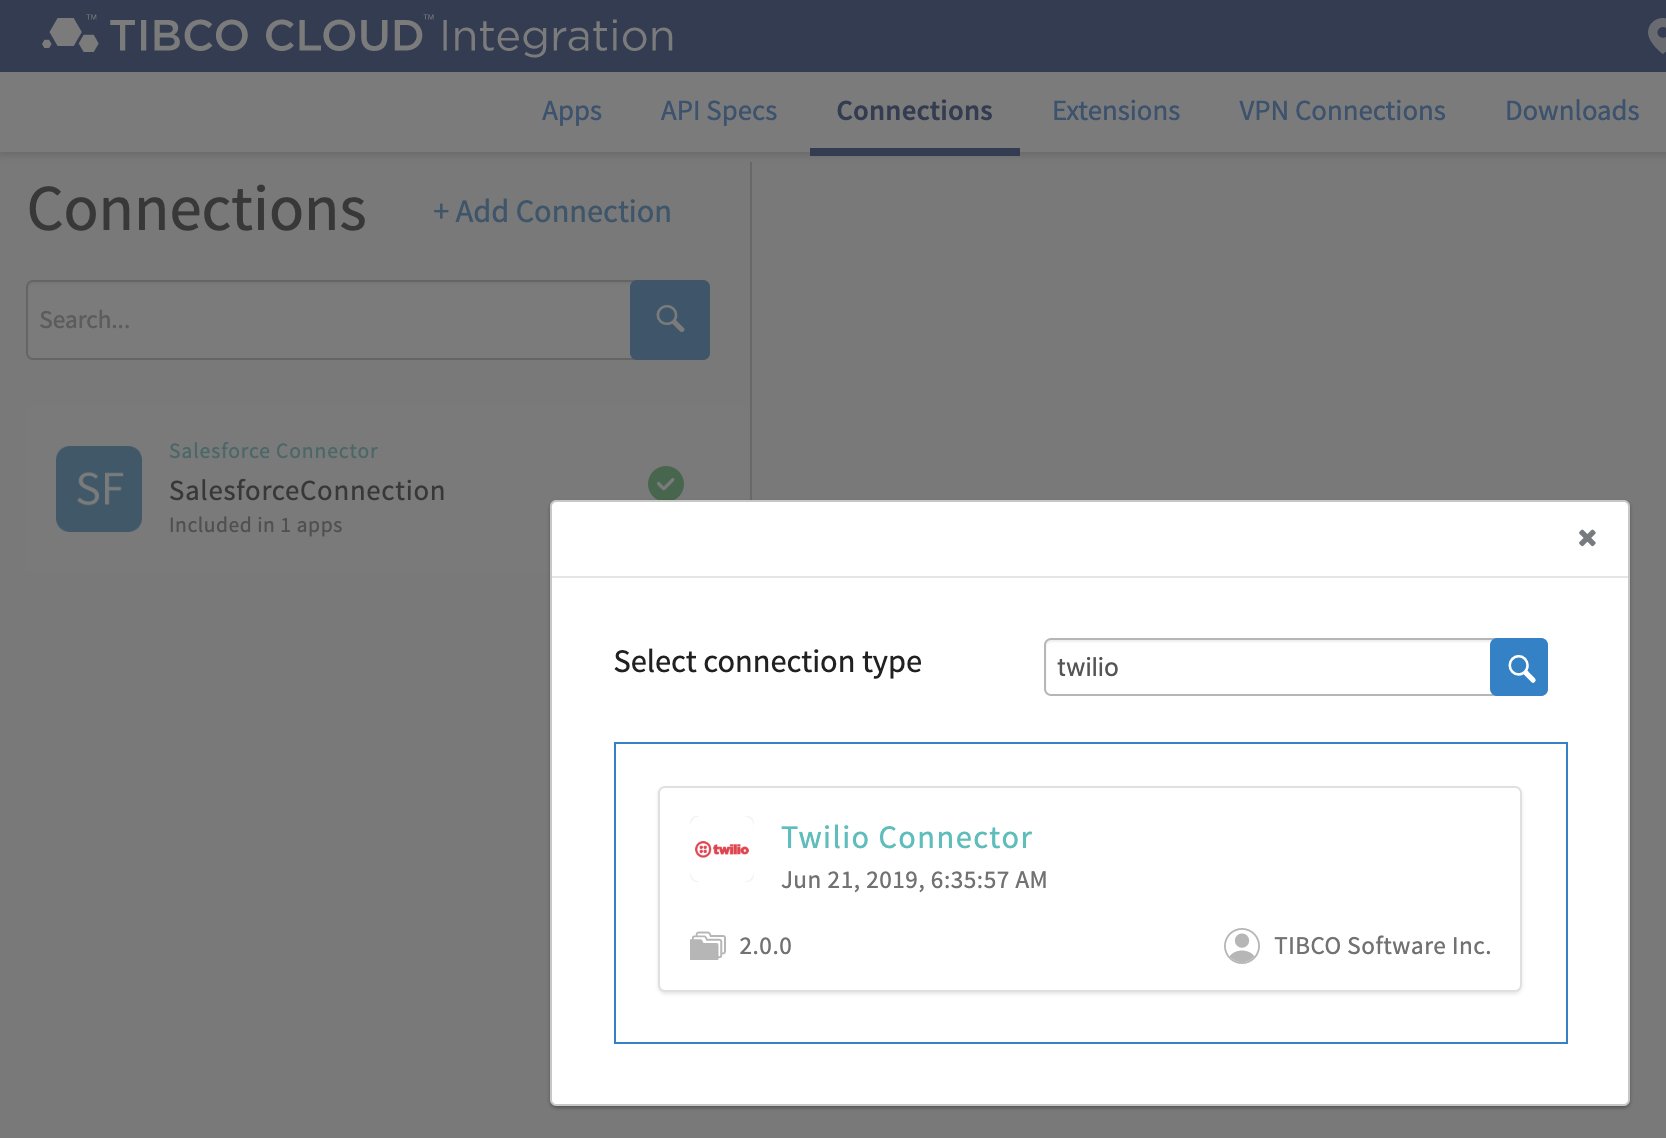 TIBCO CLOUD™ Integration
Apps API Specs Connections Extensions VPN Connections Downloads
Connections + Add Connection
Search...
SF
Salesforce Connector
SalesforceConnection
Included in 1 apps
Select connection type twilio
twilio
Twilio Connector
Jun 21, 2019, 6:35:57 AM
2.0.0 TIBCO Software Inc.